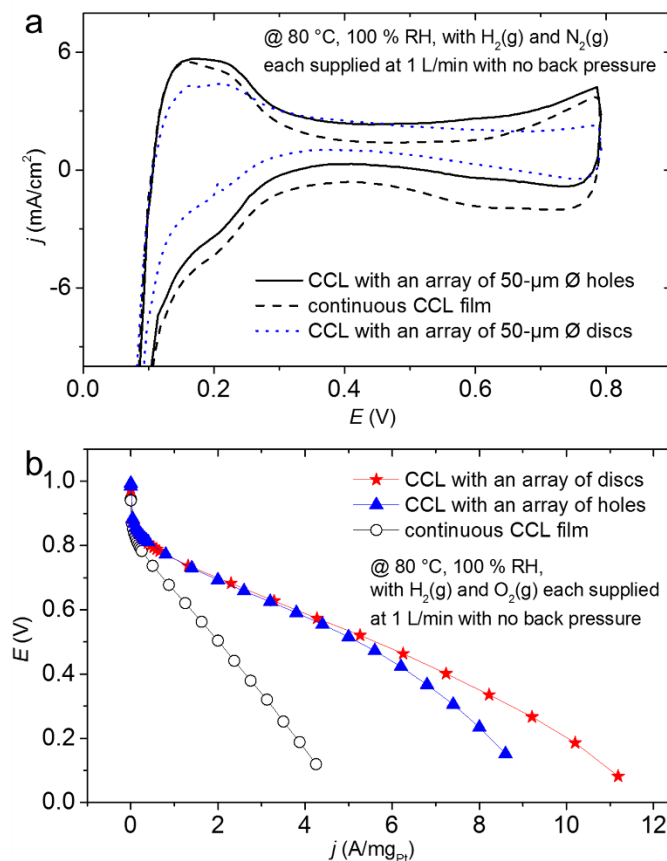 a
@ 80 °C, 100 % RH, with H₂(g) and N₂(g)
each supplied at 1 L/min with no back pressure
6
0
-6
j (mA/cm²)
CCL with an array of 50-µm Ø holes
continuous CCL film
CCL with an array of 50-µm Ø discs
0.0 0.2 0.4 0.6 0.8
E (V)
b
1.0
0.8
0.6
0.4
0.2
0.0
E (V)
CCL with an array of discs
CCL with an array of holes
continuous CCL film
@ 80 °C, 100 % RH,
with H₂(g) and O₂(g) each supplied
at 1 L/min with no back pressure
0 2 4 6 8 10 12
j (A/mgPt)